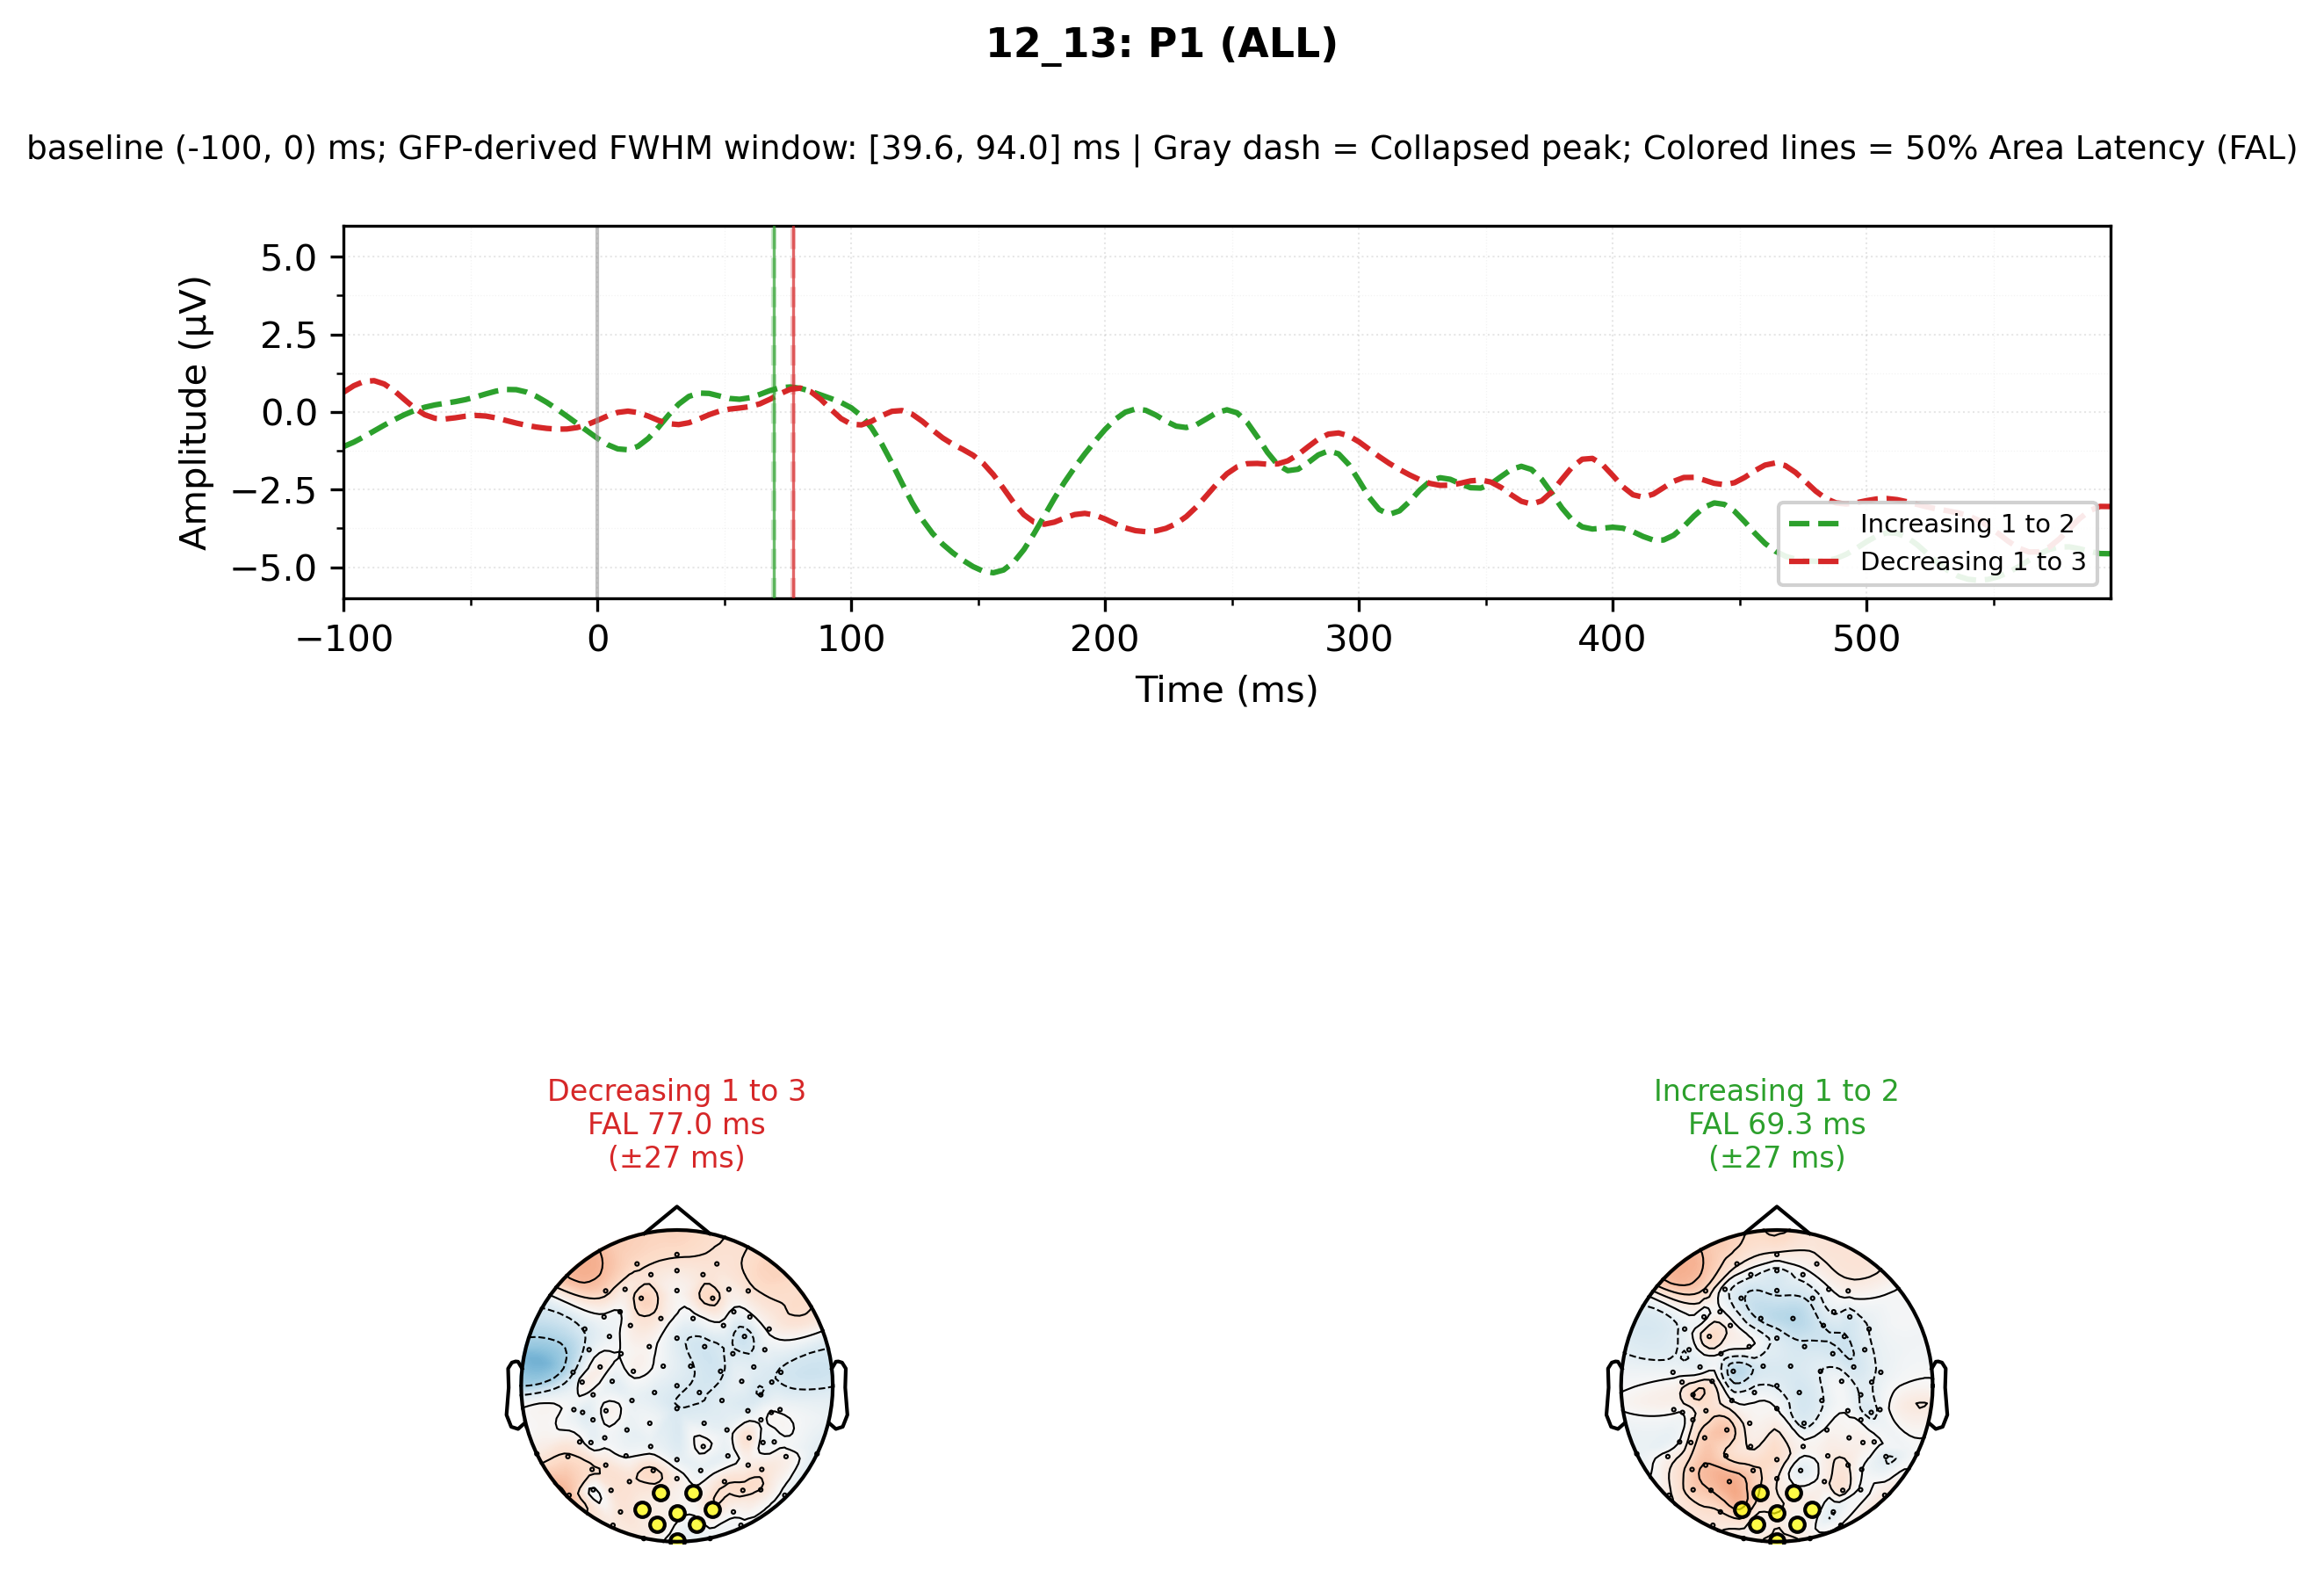 12_13: P1 (ALL)
baseline (-100, 0) ms; GFP-derived FWHM window: [39.6, 94.0] ms | Gray dash = Collapsed peak; Colored lines = 50% Area Latency (FAL)
5.0
2.5
0.0
−2.5
−5.0
Amplitude (µV)
Increasing 1 to 2
Decreasing 1 to 3
−100 0 100 200 300 400 500
Time (ms)
Decreasing 1 to 3
FAL 77.0 ms
(±27 ms)
Increasing 1 to 2
FAL 69.3 ms
(±27 ms)